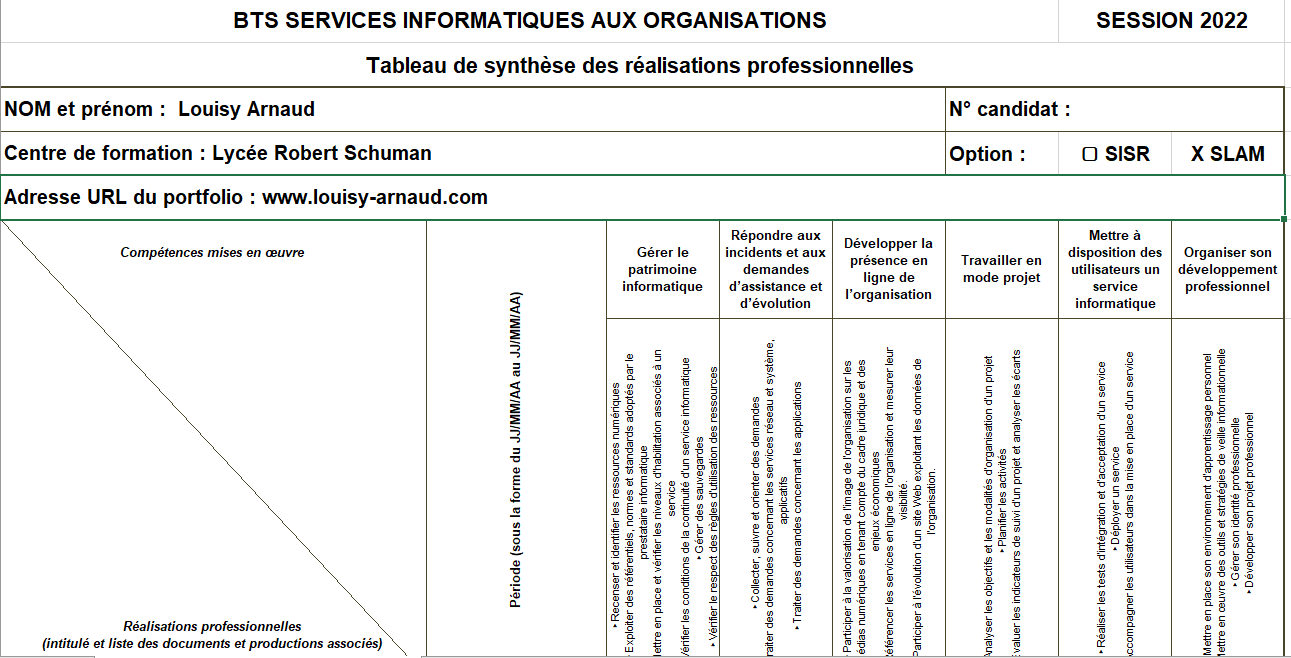 BTS SERVICES INFORMATIQUES AUX ORGANISATIONS SESSION 2022
Tableau de synthèse des réalisations professionnelles
NOM et prénom : Louisy Arnaud N° candidat :
Centre de formation : Lycée Robert Schuman Option : ☐ SISR X SLAM
Adresse URL du portfolio : www.louisy-arnaud.com
Compétences mises en œuvre
Réalisations professionnelles
(intitulé et liste des documents et productions associés)
Période (sous la forme du JJ/MM/AA au JJ/MM/AA)
Gérer le
patrimoine
informatique
Répondre aux
incidents et aux
demandes
d'assistance et
d'évolution
Développer la
présence en
ligne de
l'organisation
Travailler en
mode projet
Mettre à
disposition des
utilisateurs un
service
informatique
Organiser son
développement
professionnel
‣ Recenser et identifier les ressources numériques
‣ Exploiter des référentiels, normes et standards adoptés par le
prestataire informatique
ettre en place et vérifier les niveaux d'habilitation associés à un
service
érifier les conditions de la continuité d'un service informatique
‣ Gérer des sauvegardes
‣ Vérifier le respect des règles d'utilisation des ressources
‣ Collecter, suivre et orienter des demandes
raiter des demandes concernant les services réseau et système,
applicatifs
‣ Traiter des demandes concernant les applications
‣ Participer à la valorisation de l'image de l'organisation sur les
édias numériques en tenant compte du cadre juridique et des
enjeux économiques
éférencer les services en ligne de l'organisation et mesurer leur
visibilité.
Participer à l'évolution d'un site Web exploitant les données de
l'organisation.
Analyser les objectifs et les modalités d'organisation d'un projet
‣ Planifier les activités
valuer les indicateurs de suivi d'un projet et analyser les écarts
‣ Réaliser les tests d'intégration et d'acceptation d'un service
‣ Déployer un service
ccompagner les utilisateurs dans la mise en place d'un service
Mettre en place son environnement d'apprentissage personnel
ettre en œuvre des outils et stratégies de veille informationnelle
‣ Gérer son identité professionnelle
‣ Développer son projet professionnel